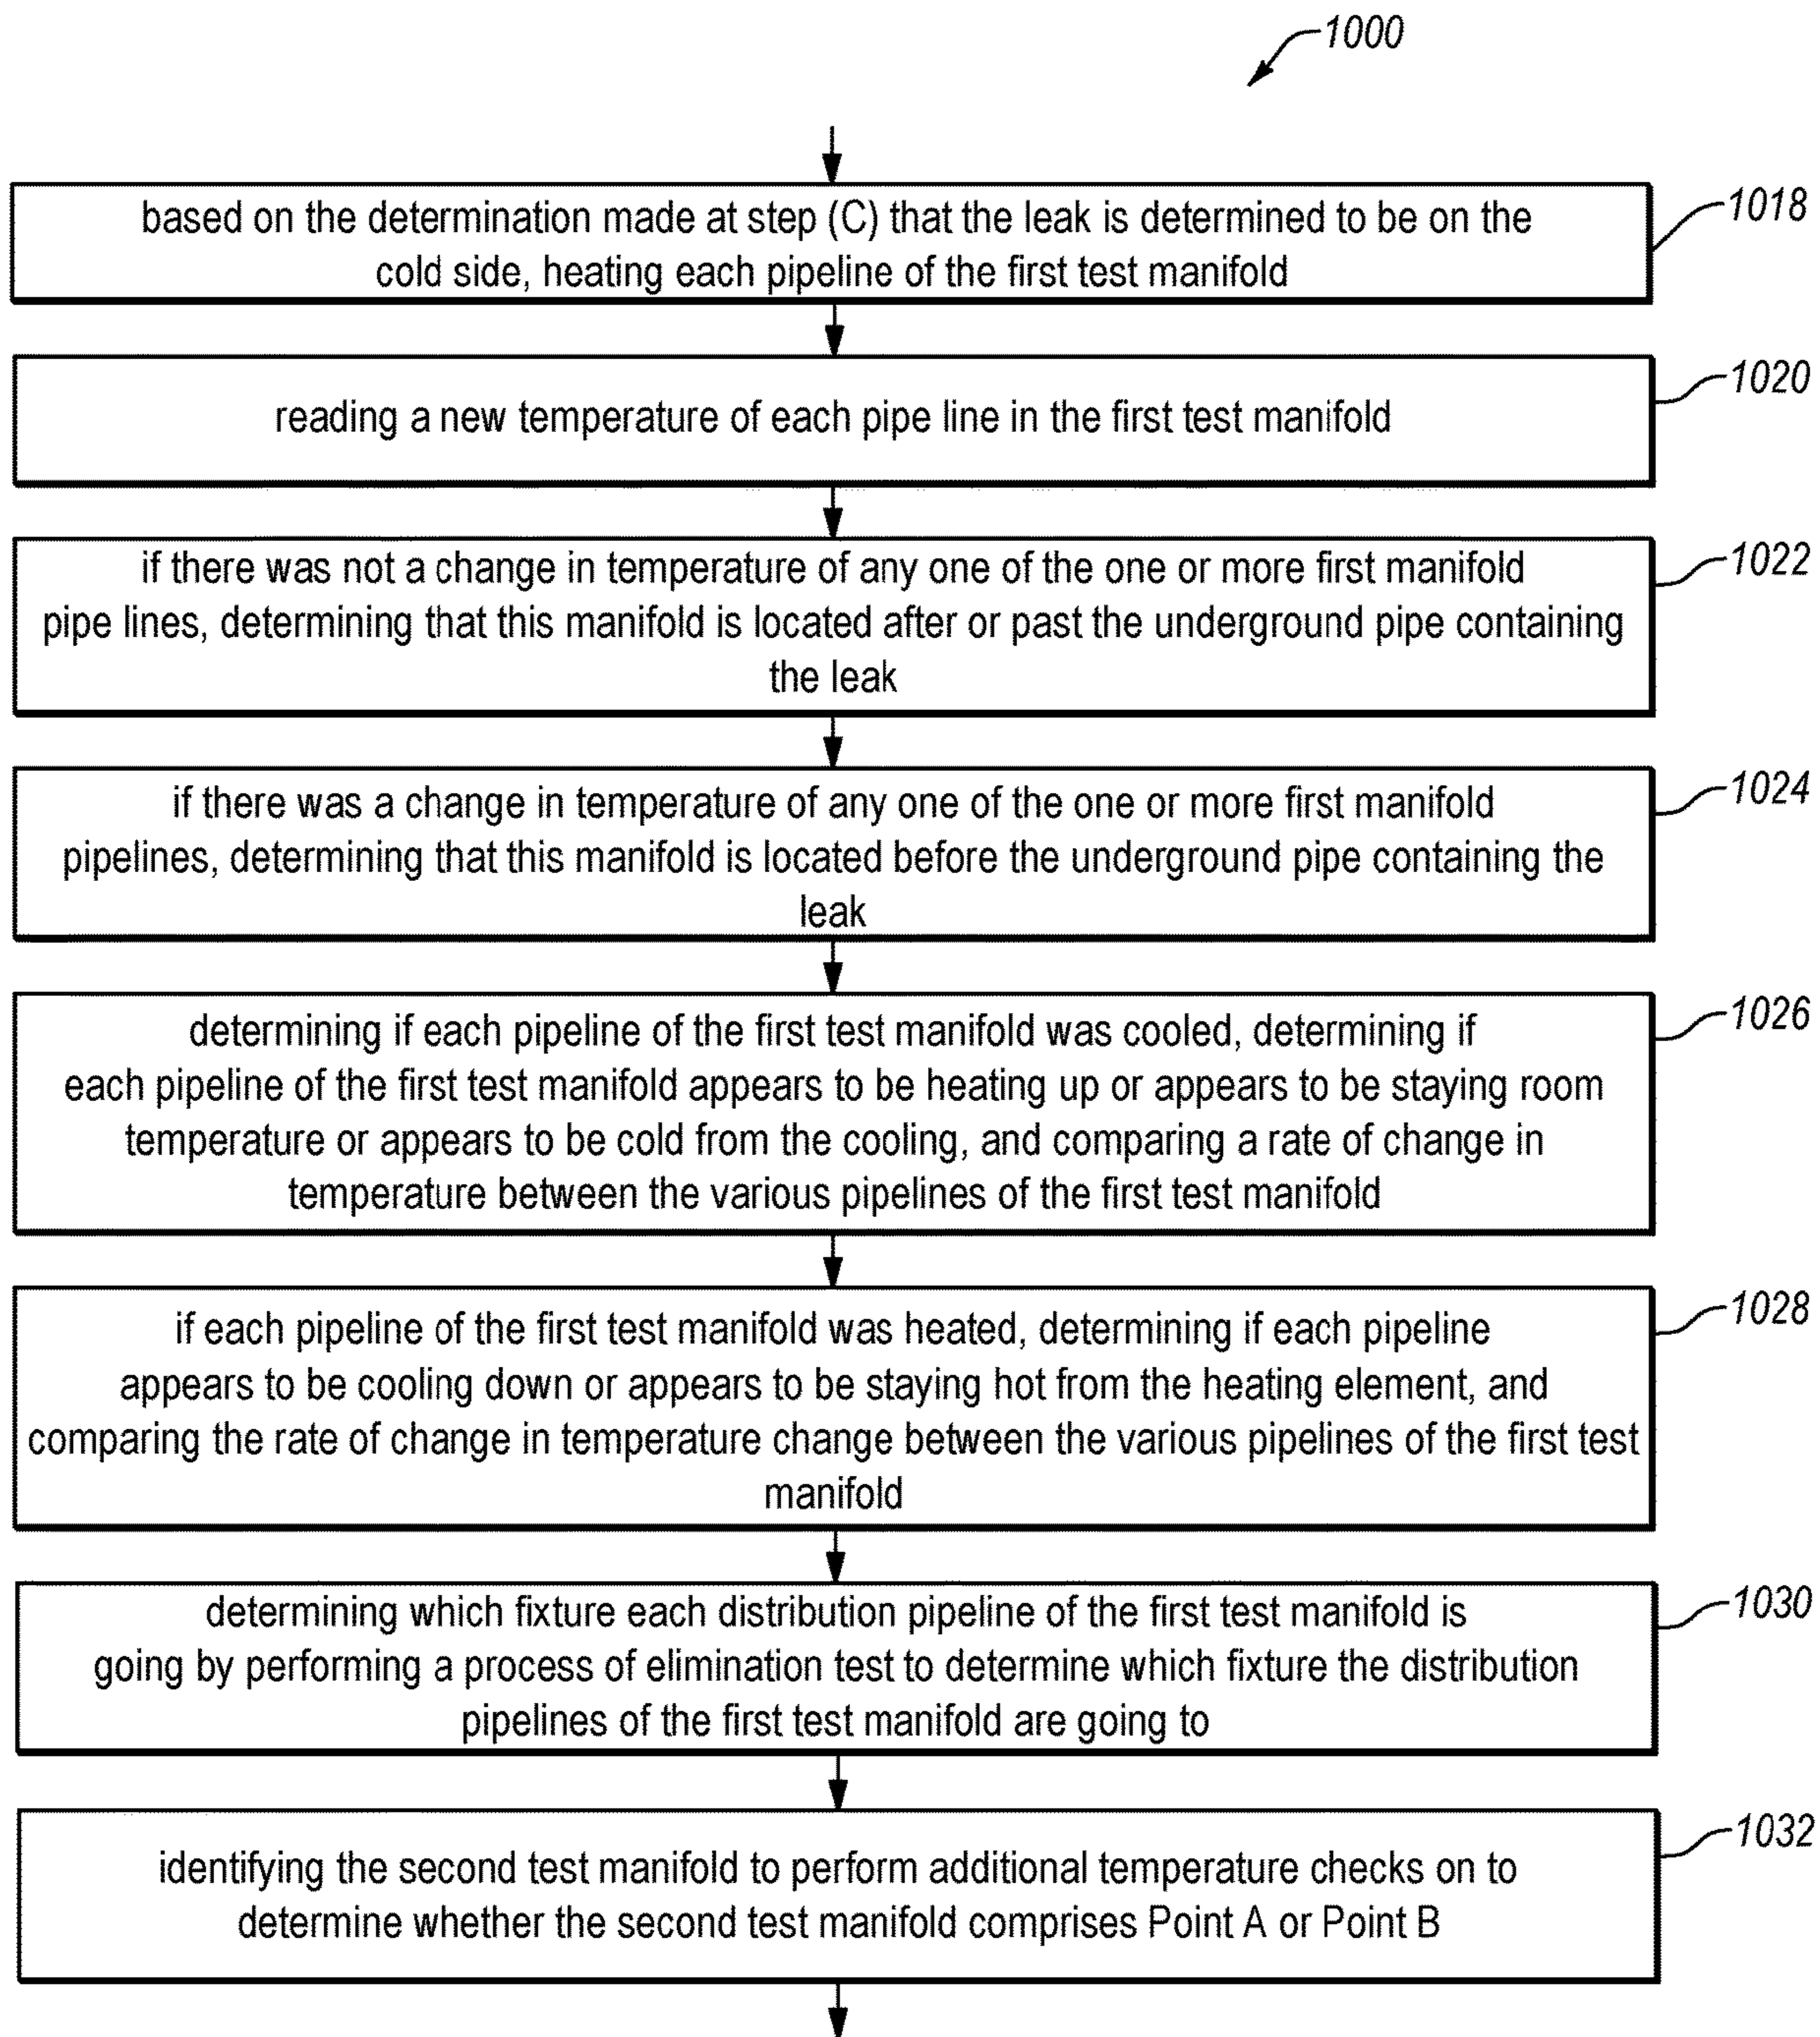 1000
based on the determination made at step (C) that the leak is determined to be on the
cold side, heating each pipeline of the first test manifold
1018
reading a new temperature of each pipe line in the first test manifold
1020
if there was not a change in temperature of any one of the one or more first manifold
pipe lines, determining that this manifold is located after or past the underground pipe containing
the leak
1022
if there was a change in temperature of any one of the one or more first manifold
pipelines, determining that this manifold is located before the underground pipe containing the
leak
1024
determining if each pipeline of the first test manifold was cooled, determining if
each pipeline of the first test manifold appears to be heating up or appears to be staying room
temperature or appears to be cold from the cooling, and comparing a rate of change in
temperature between the various pipelines of the first test manifold
1026
if each pipeline of the first test manifold was heated, determining if each pipeline
appears to be cooling down or appears to be staying hot from the heating element, and
comparing the rate of change in temperature change between the various pipelines of the first test
manifold
1028
determining which fixture each distribution pipeline of the first test manifold is
going by performing a process of elimination test to determine which fixture the distribution
pipelines of the first test manifold are going to
1030
identifying the second test manifold to perform additional temperature checks on to
determine whether the second test manifold comprises Point A or Point B
1032